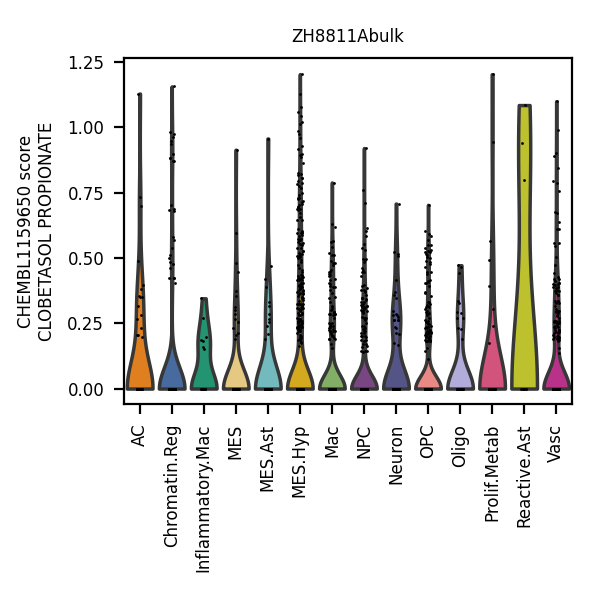 ZH8811Abulk
CHEMBL1159650 score
CLOBETASOL PROPIONATE
1.25
1.00
0.75
0.50
0.25
0.00
AC
Chromatin.Reg
Inflammatory.Mac
MES
MES.Ast
MES.Hyp
Mac
NPC
Neuron
OPC
Oligo
Prolif.Metab
Reactive.Ast
Vasc